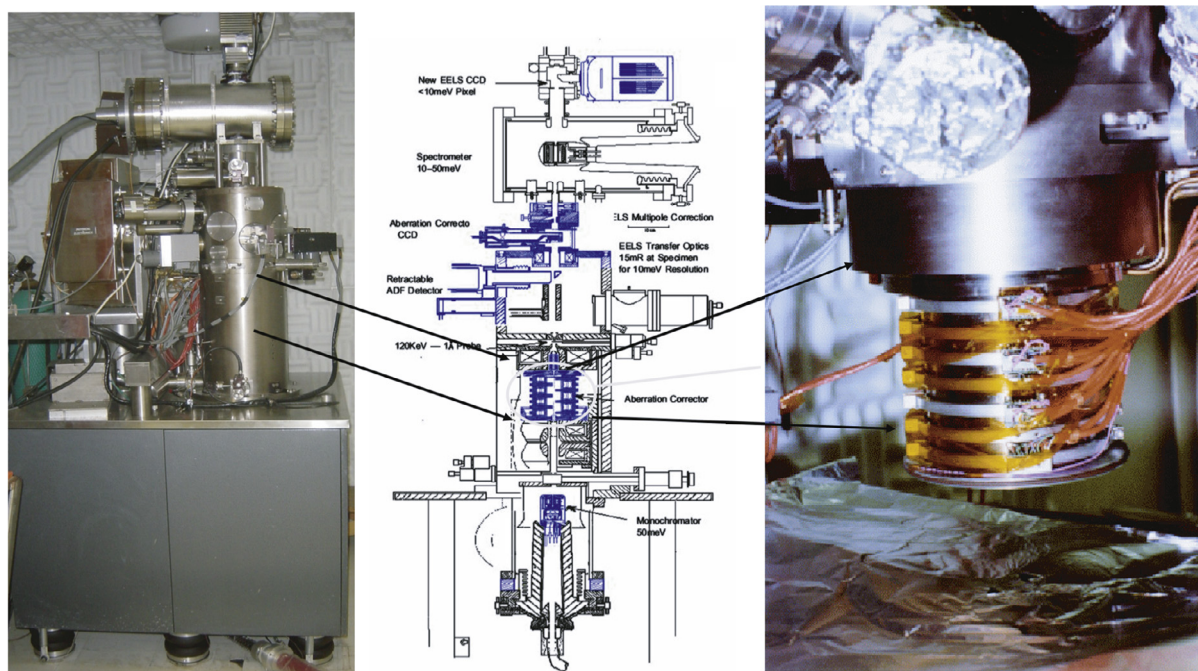 New EELS CCD
<10meV Pixel
Spectrometer
10–50meV
Aberration Correcto
CCD
ELS Multipole Correction
EELS Transfer Optics
15mR at Specimen
for 10meV Resolution
Retractable
ADF Detector
120KeV — 1Å Probe
Aberration Corrector
Monochromator
50meV